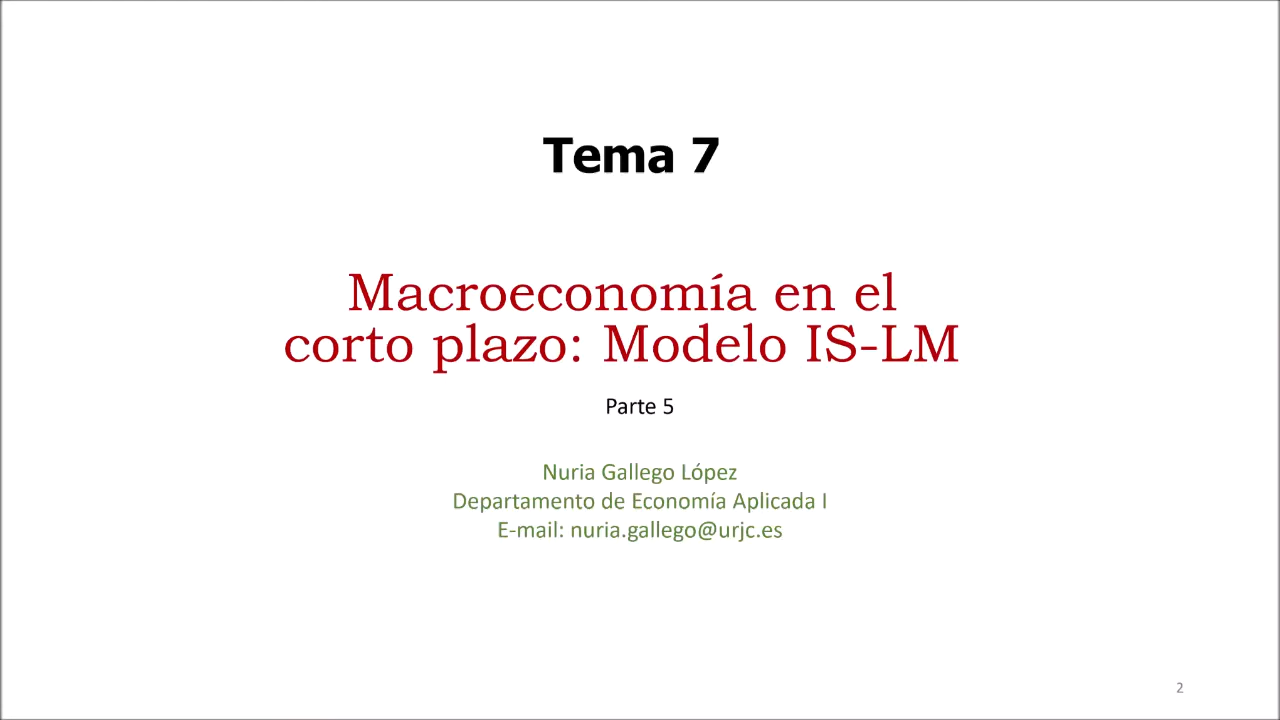 Tema 7
Macroeconomía en el
corto plazo: Modelo IS-LM
Parte 5
Nuria Gallego López
Departamento de Economía Aplicada I
E-mail: nuria.gallego@urjc.es
2